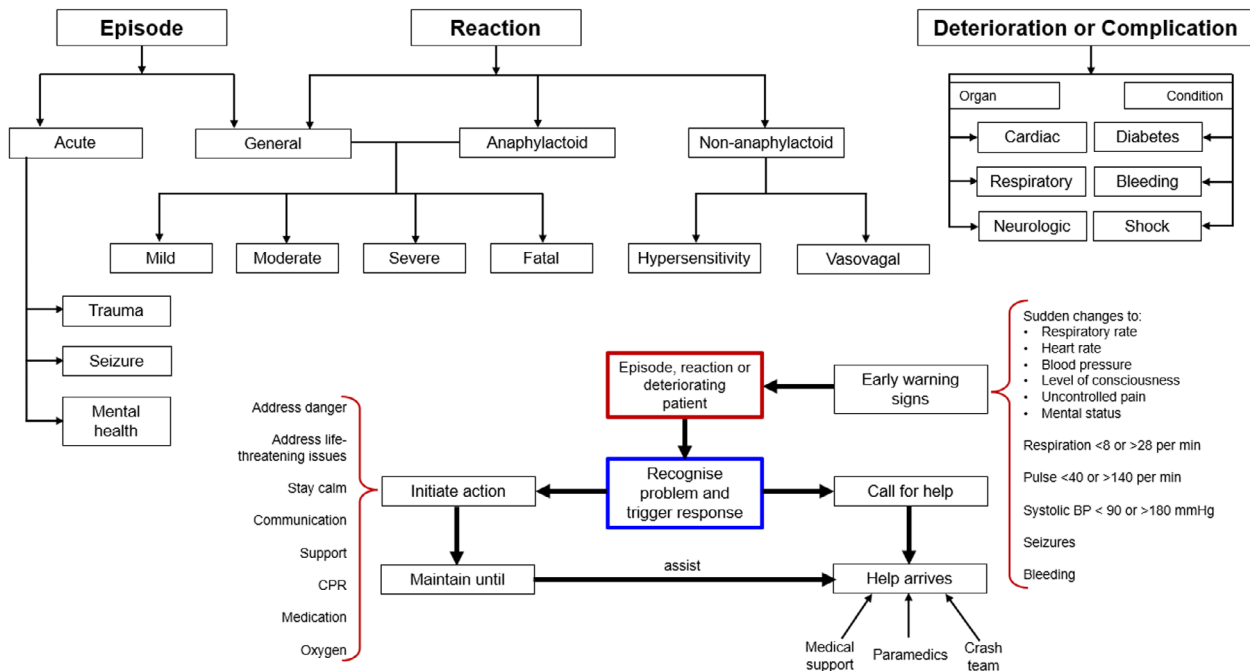 Episode
Reaction
Deterioration or Complication
Organ
Condition
Acute
General
Anaphylactoid
Non-anaphylactoid
Cardiac
Diabetes
Respiratory
Bleeding
Neurologic
Shock
Mild
Moderate
Severe
Fatal
Hypersensitivity
Vasovagal
Trauma
Seizure
Mental
health
Episode, reaction or
deteriorating
patient
Early warning
signs
Sudden changes to:
• Respiratory rate
• Heart rate
• Blood pressure
• Level of consciousness
• Uncontrolled pain
• Mental status
Respiration <8 or >28 per min
Pulse <40 or >140 per min
Systolic BP < 90 or >180 mmHg
Seizures
Bleeding
Address danger
Address life-
threatening issues
Stay calm
Communication
Support
CPR
Medication
Oxygen
Initiate action
Recognise
problem and
trigger response
Call for help
Maintain until
assist
Help arrives
Medical
support
Paramedics
Crash
team